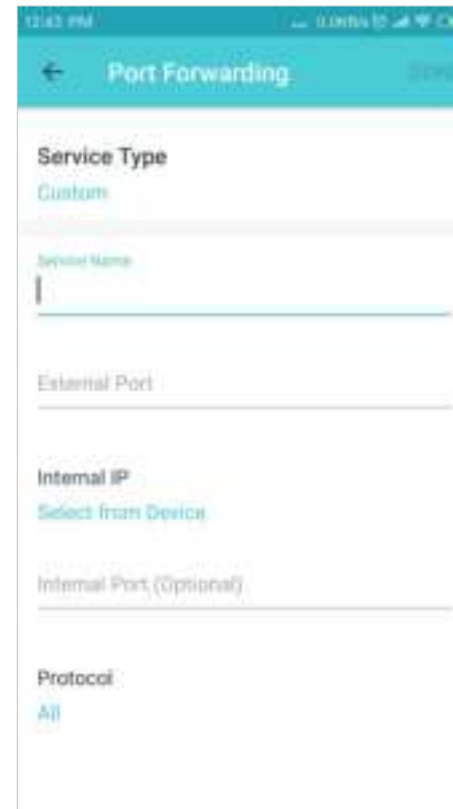 12:43 PM
Port Forwarding
Service Type
Custom
Service Name
External Port
Internal IP
Select from Device
Internal Port (Optional)
Protocol
All